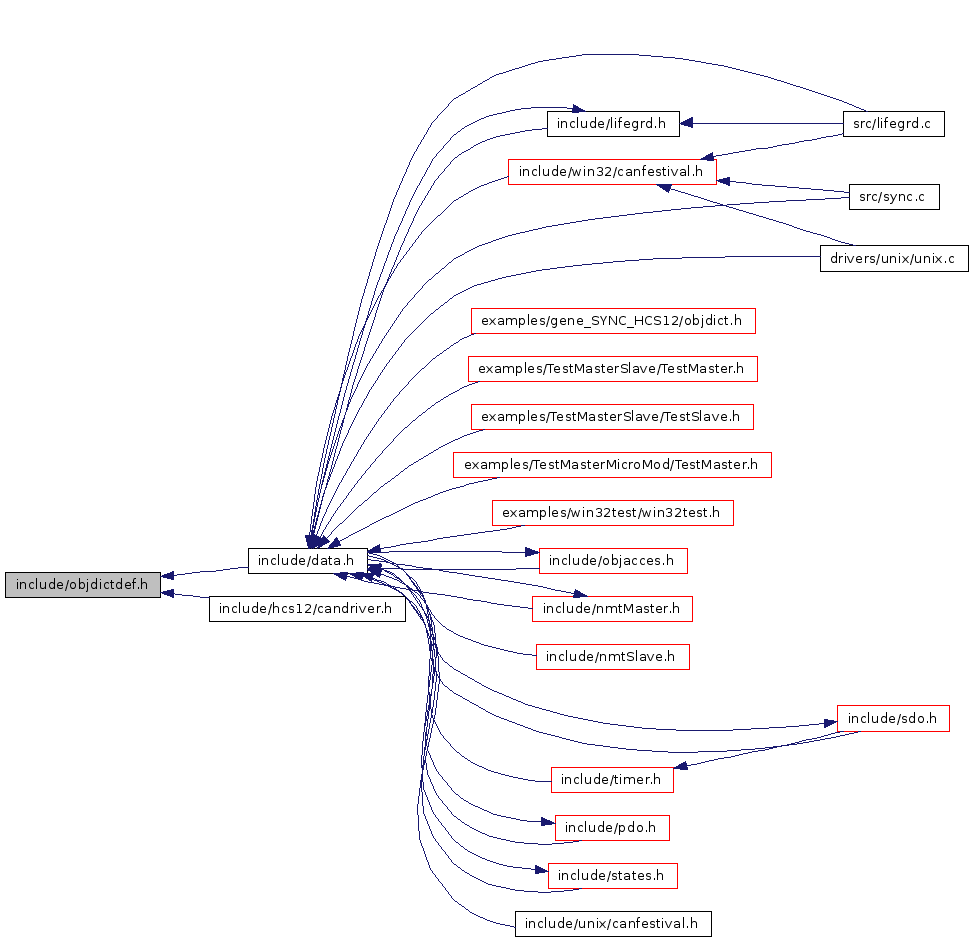 include/lifegrd.h
src/lifegrd.c
include/win32/canfestival.h
src/sync.c
drivers/unix/unix.c
examples/gene_SYNC_HCS12/objdict.h
examples/TestMasterSlave/TestMaster.h
examples/TestMasterSlave/TestSlave.h
examples/TestMasterMicroMod/TestMaster.h
examples/win32test/win32test.h
include/data.h
include/objacces.h
include/objdictdef.h
include/hcs12/candriver.h
include/nmtMaster.h
include/nmtSlave.h
include/sdo.h
include/timer.h
include/pdo.h
include/states.h
include/unix/canfestival.h